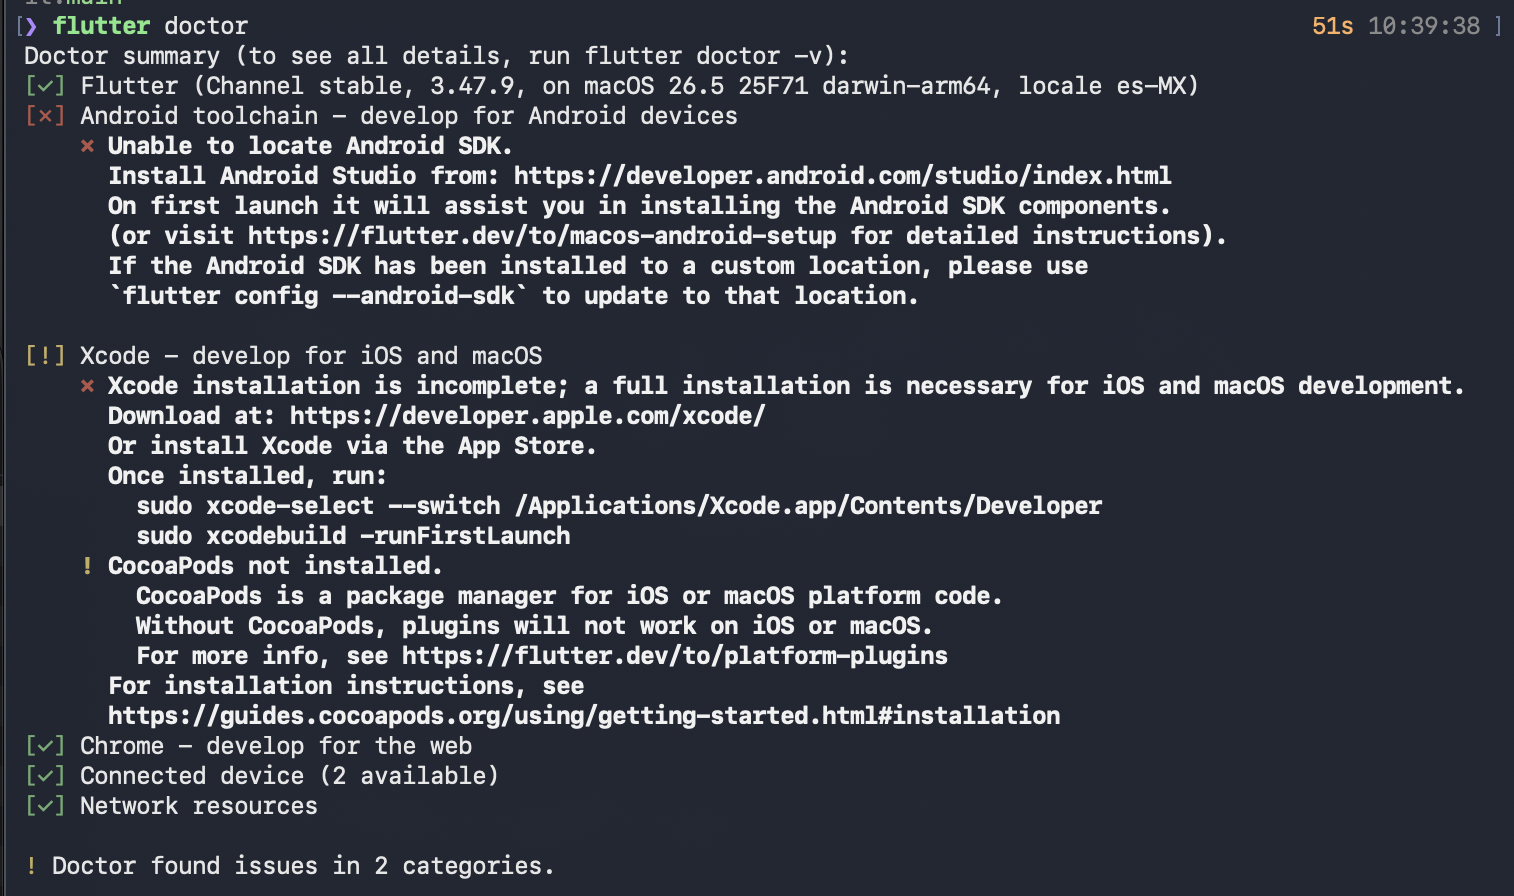 ❯ flutter doctor 51s 10:39:38
Doctor summary (to see all details, run flutter doctor -v):
[✓] Flutter (Channel stable, 3.47.9, on macOS 26.5 25F71 darwin-arm64, locale es-MX)
[✗] Android toolchain - develop for Android devices
✗ Unable to locate Android SDK.
Install Android Studio from: https://developer.android.com/studio/index.html
On first launch it will assist you in installing the Android SDK components.
(or visit https://flutter.dev/to/macos-android-setup for detailed instructions).
If the Android SDK has been installed to a custom location, please use
`flutter config --android-sdk` to update to that location.
[!] Xcode - develop for iOS and macOS
✗ Xcode installation is incomplete; a full installation is necessary for iOS and macOS development.
Download at: https://developer.apple.com/xcode/
Or install Xcode via the App Store.
Once installed, run:
sudo xcode-select --switch /Applications/Xcode.app/Contents/Developer
sudo xcodebuild -runFirstLaunch
! CocoaPods not installed.
CocoaPods is a package manager for iOS or macOS platform code.
Without CocoaPods, plugins will not work on iOS or macOS.
For more info, see https://flutter.dev/to/platform-plugins
For installation instructions, see
https://guides.cocoapods.org/using/getting-started.html#installation
[✓] Chrome - develop for the web
[✓] Connected device (2 available)
[✓] Network resources
! Doctor found issues in 2 categories.